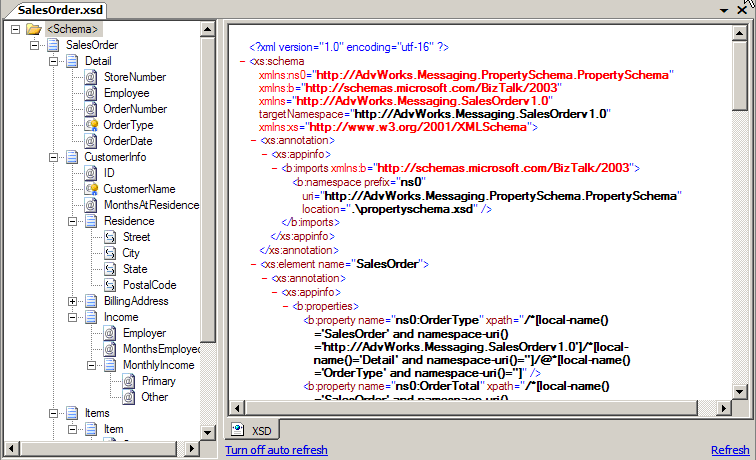 SalesOrder.xsd
<Schema>
SalesOrder
Detail
StoreNumber
Employee
OrderNumber
OrderType
OrderDate
CustomerInfo
ID
CustomerName
MonthsAtResidence
Residence
Street
City
State
PostalCode
BillingAddress
Income
Employer
MonthsEmployed
MonthlyIncome
Primary
Other
Items
Item
<?xml version="1.0" encoding="utf-16" ?>
- <xs:schema
xmlns:ns0="http://AdvWorks.Messaging.PropertySchema.PropertySchema"
xmlns:b="http://schemas.microsoft.com/BizTalk/2003"
xmlns="http://AdvWorks.Messaging.SalesOrderv1.0"
targetNamespace="http://AdvWorks.Messaging.SalesOrderv1.0"
xmlns:xs="http://www.w3.org/2001/XMLSchema">
- <xs:annotation>
- <xs:appinfo>
- <b:imports xmlns:b="http://schemas.microsoft.com/BizTalk/2003">
<b:namespace prefix="ns0"
uri="http://AdvWorks.Messaging.PropertySchema.PropertySchema"
location=".\propertyschema.xsd" />
</b:imports>
</xs:appinfo>
</xs:annotation>
- <xs:element name="SalesOrder">
- <xs:annotation>
- <xs:appinfo>
- <b:properties>
<b:property name="ns0:OrderType" xpath="/*[local-name()
='SalesOrder' and namespace-uri()
='http://AdvWorks.Messaging.SalesOrderv1.0']/*[local-
name()='Detail' and namespace-uri()='']/@*[local-name()
='OrderType' and namespace-uri()='']" />
<b:property name="ns0:OrderTotal" xpath="/*[local-name()
='SalesOrder' and namespace-uri()
XSD
Turn off auto refresh
Refresh